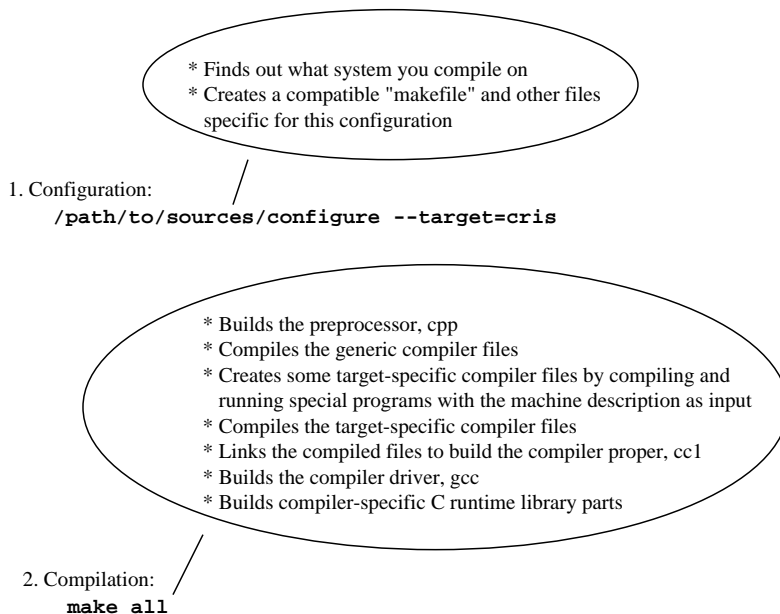 * Finds out what system you compile on
* Creates a compatible "makefile" and other files
specific for this configuration
1. Configuration:
/path/to/sources/configure --target=cris
* Builds the preprocessor, cpp
* Compiles the generic compiler files
* Creates some target-specific compiler files by compiling and
running special programs with the machine description as input
* Compiles the target-specific compiler files
* Links the compiled files to build the compiler proper, cc1
* Builds the compiler driver, gcc
* Builds compiler-specific C runtime library parts
2. Compilation:
make all